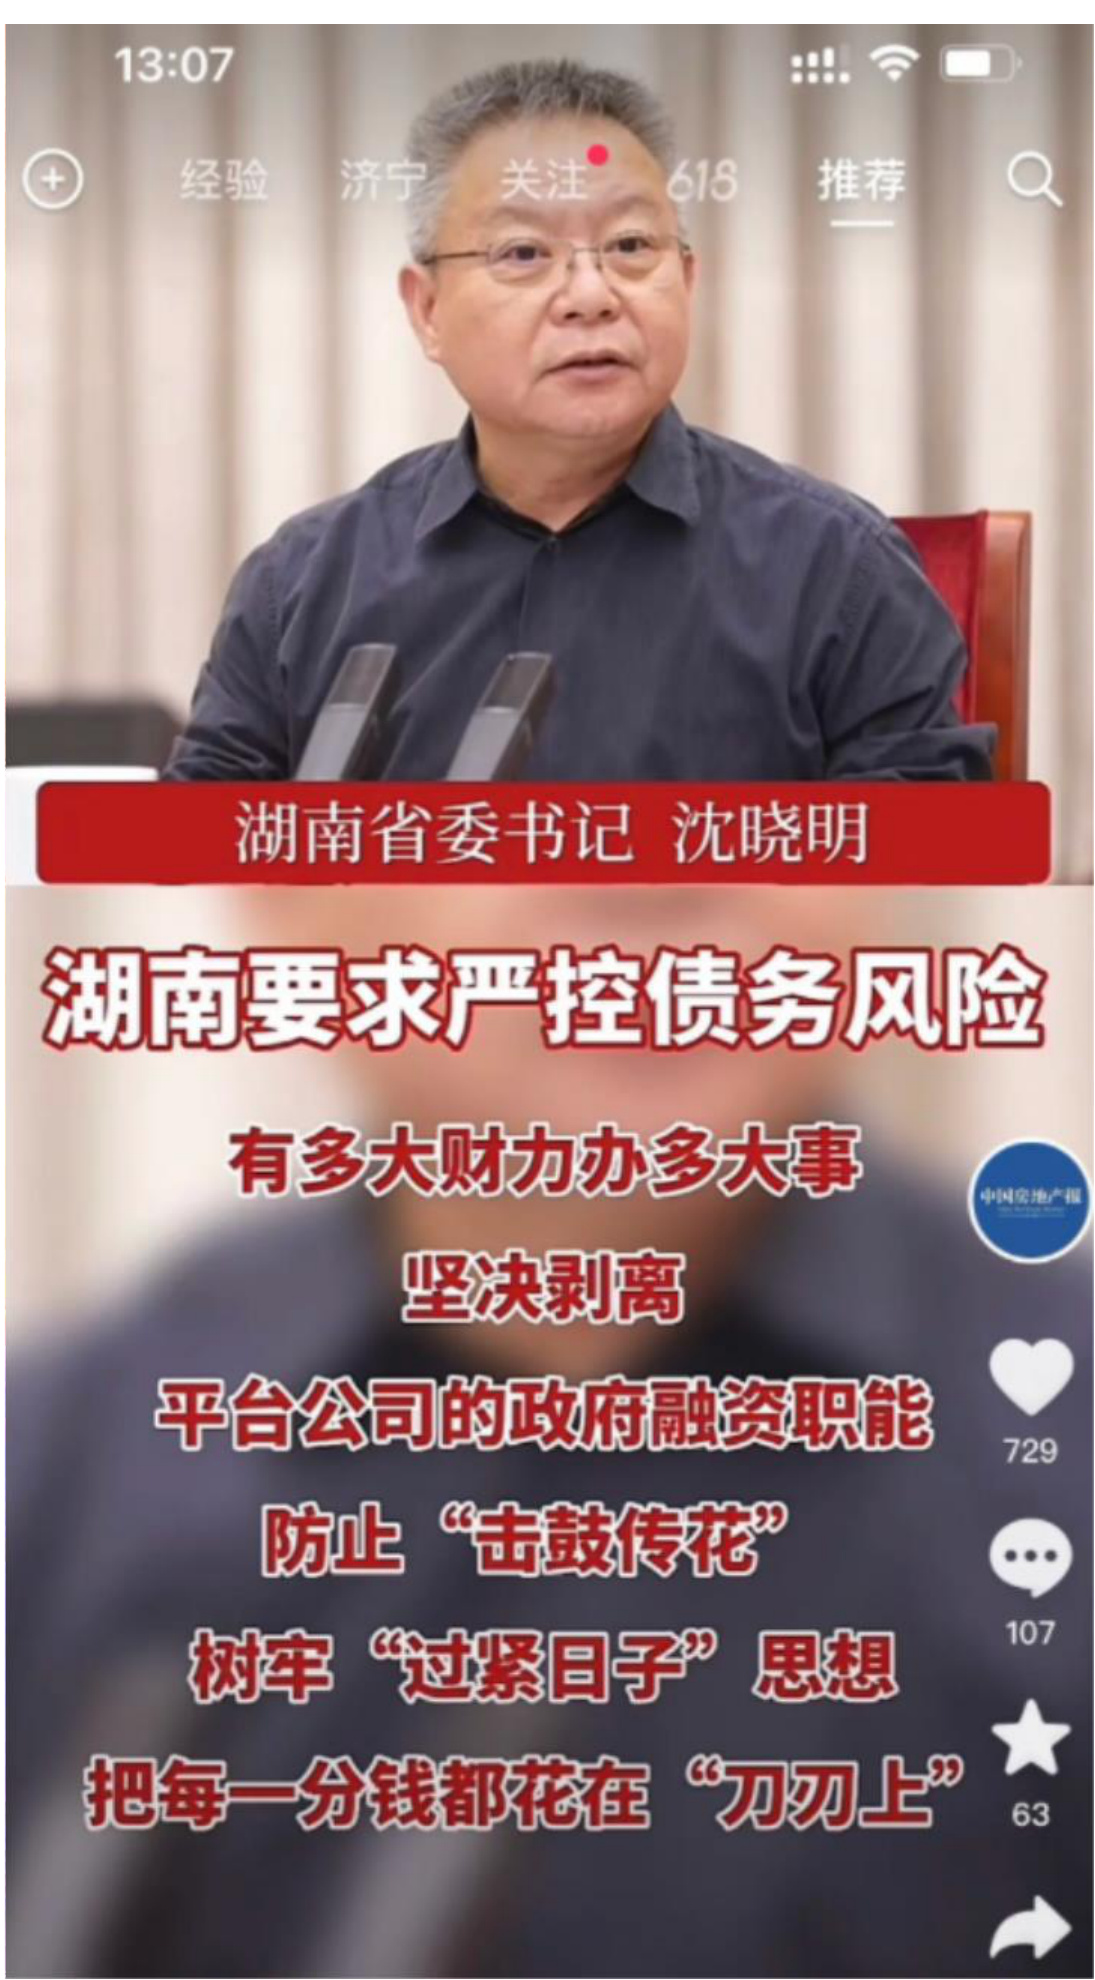 13:07
经验 济宁 关注 618 推荐
湖南省委书记 沈晓明
湖南要求严控债务风险
有多大财力办多大事
中国房地产报
坚决剥离
平台公司的政府融资职能
729
防止“击鼓传花”
107
树牢“过紧日子”思想
把每一分钱都花在“刀刃上”
63